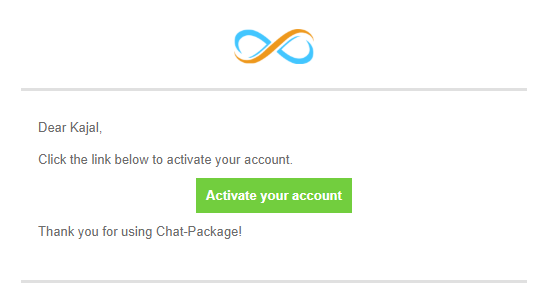 Dear Kajal,
Click the link below to activate your account.
Activate your account
Thank you for using Chat-Package!